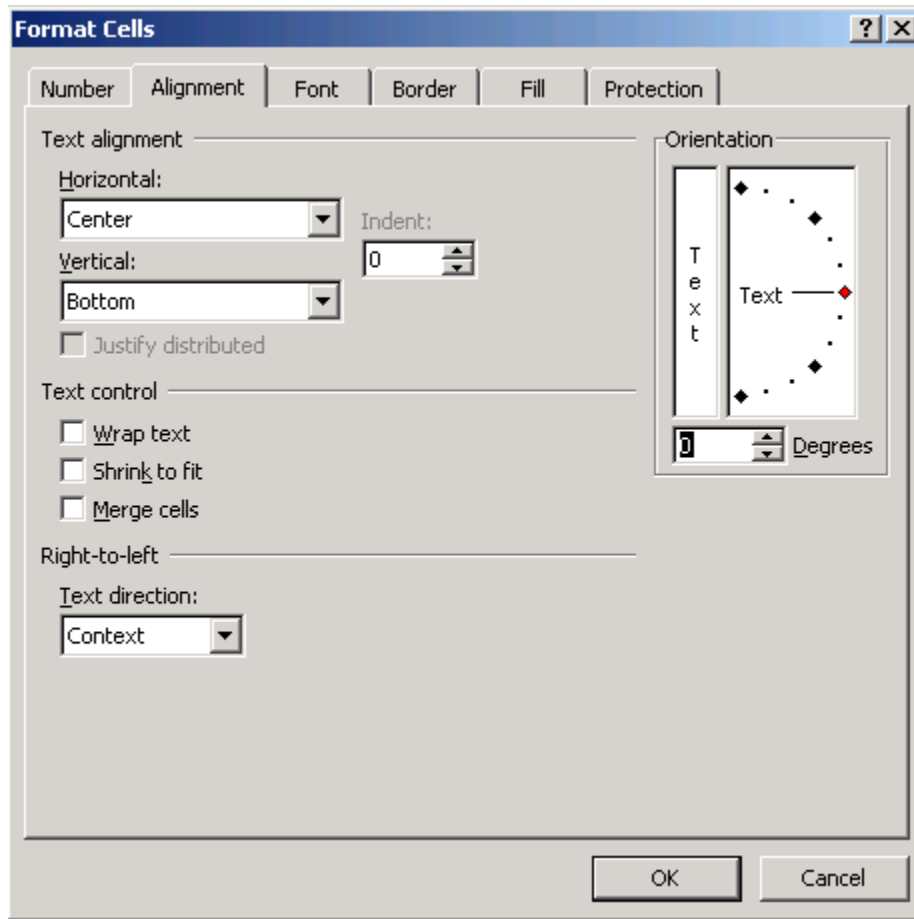 Format Cells
Number Alignment Font Border Fill Protection
Text alignment
Horizontal:
Center
Indent:
0
Vertical:
Bottom
Justify distributed
Text control
Wrap text
Shrink to fit
Merge cells
Right-to-left
Text direction:
Context
Orientation
Text
Text
0 Degrees
OK Cancel